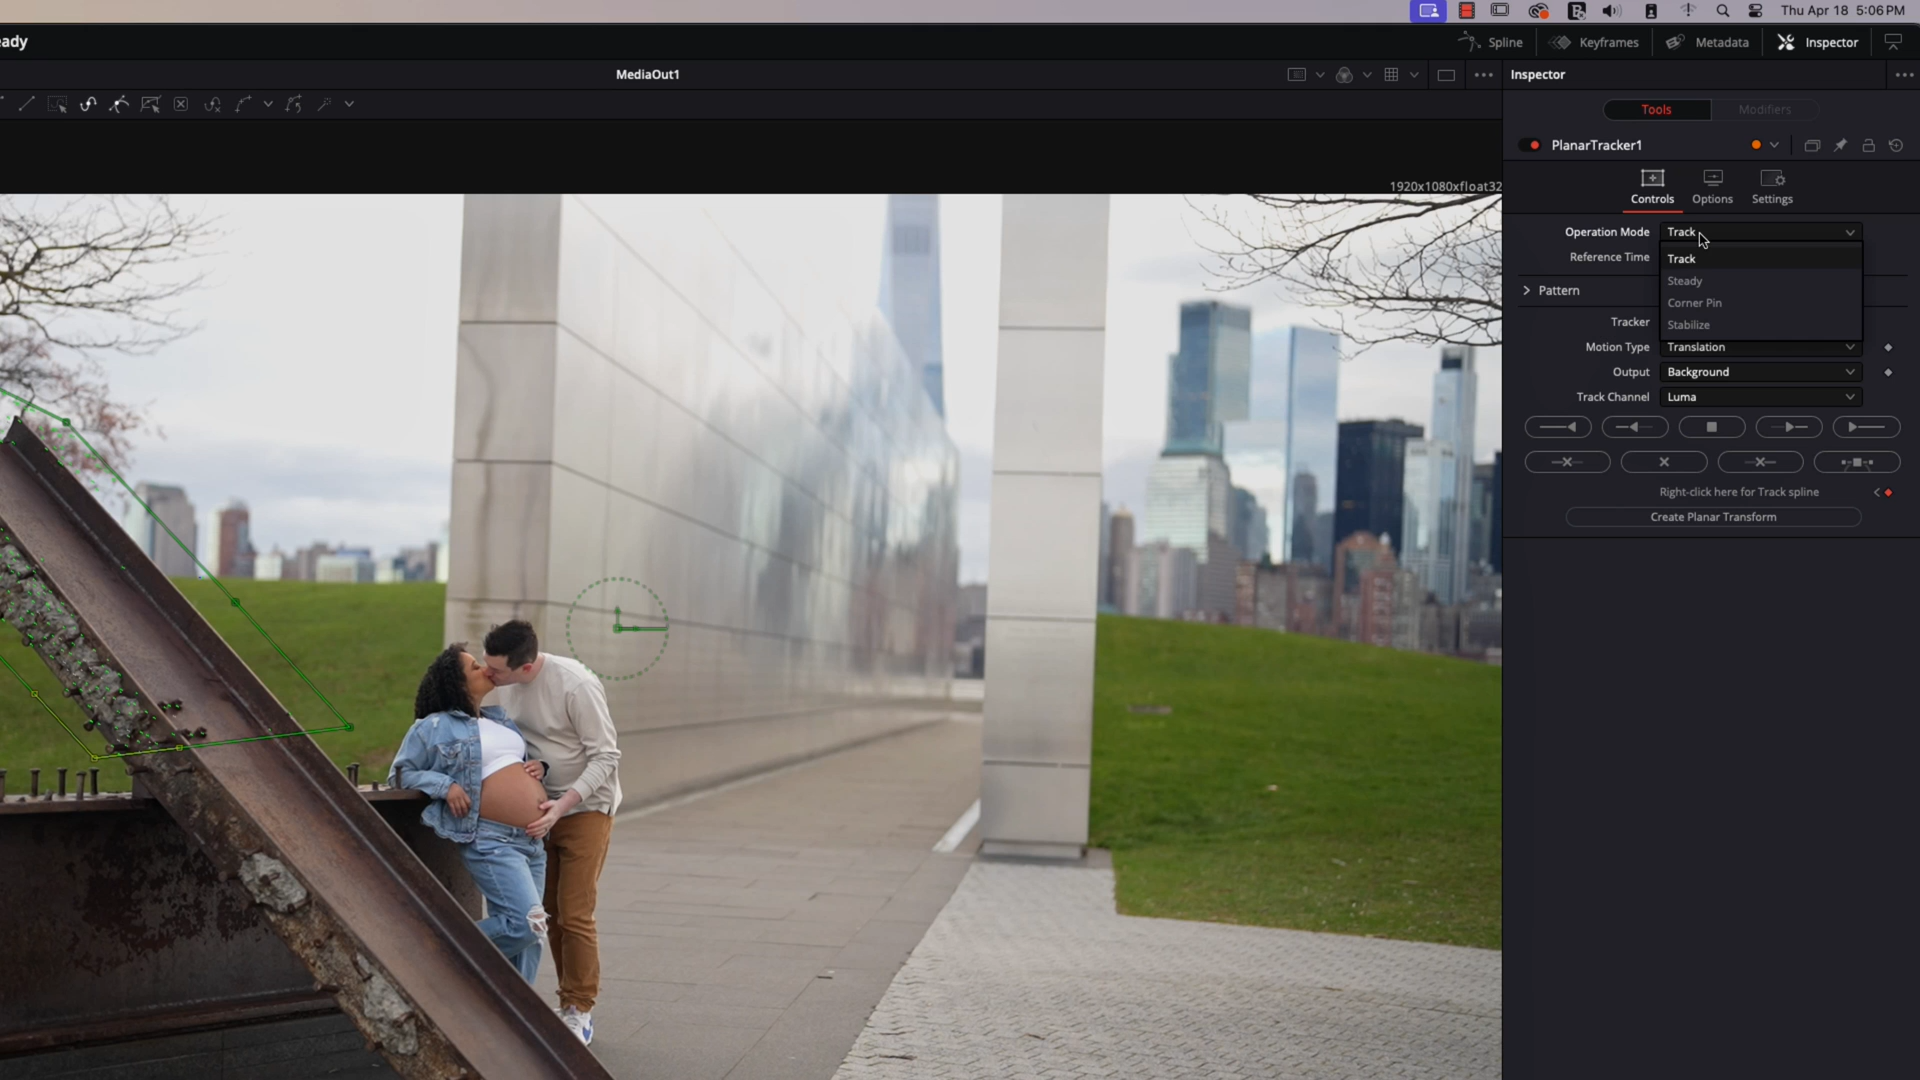 Thu Apr 18 5:06 PM
ady
Spline
Keyframes
Metadata
Inspector
MediaOut1
Inspector
Tools
Modifiers
PlanarTracker1
1920x1080xfloat32
Controls
Options
Settings
Operation Mode
Track
Reference Time
Track
Steady
Pattern
Corner Pin
Tracker
Stabilize
Motion Type
Translation
Output
Background
Track Channel
Luma
Right-click here for Track spline
Create Planar Transform